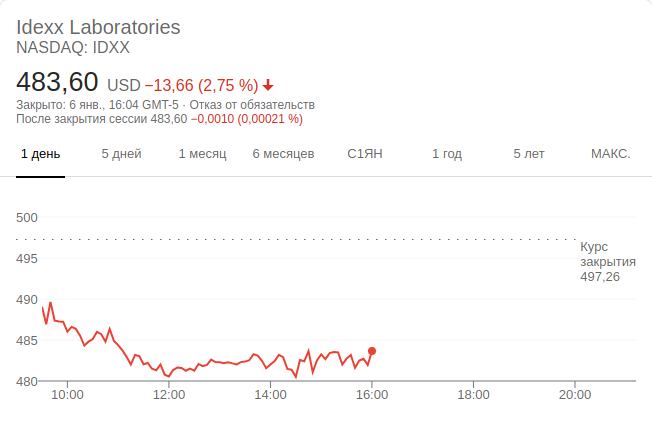 Idexx Laboratories
NASDAQ: IDXX
483,60 USD −13,66 (2,75 %)
Закрыто: 6 янв., 16:04 GMT-5 · Отказ от обязательств
После закрытия сессии 483,60 −0,0010 (0,00021 %)
1 день 5 дней 1 месяц 6 месяцев С1ЯН 1 год 5 лет МАКС.
500
Курс
закрытия
497,26
495
490
485
480
10:00 12:00 14:00 16:00 18:00 20:00